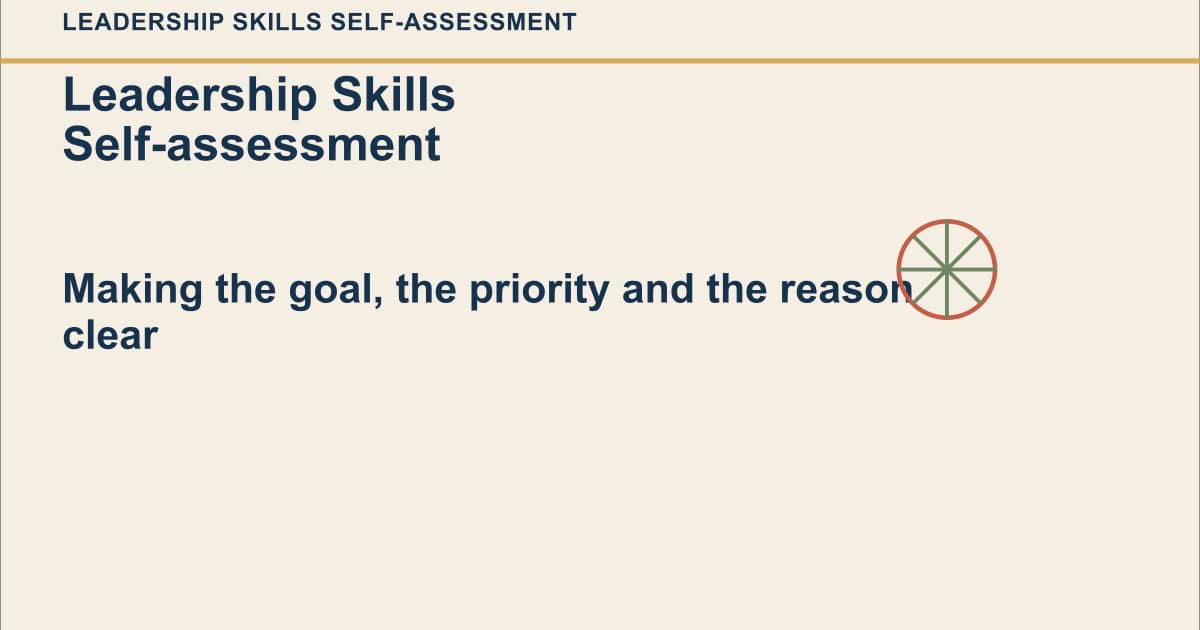 LEADERSHIP SKILLS SELF-ASSESSMENT
Leadership Skills
Self-assessment
Making the goal, the priority and the reason
clear